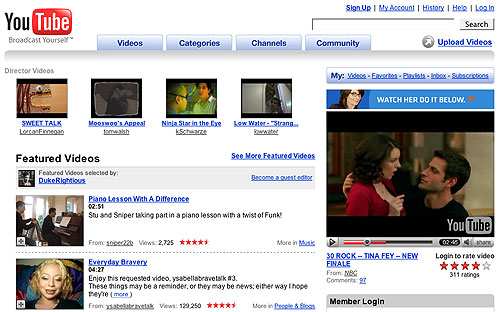 Sign Up | My Account | History | Help | Log In
YouTube
Broadcast Yourself™
Search
Videos
Categories
Channels
Community
Upload Videos
Director Videos
SWEET TALK
LorcanFinnegan
Mooswog's Appeal
tomwalsh
Ninja Star in the Eye
kSchwarze
Low Water - "Strang...
lowwater
My: Videos - Favorites - Playlists - Inbox - Subscriptions
WATCH HER DO IT BELOW.
Featured Videos
See More Featured Videos
Featured Videos selected by:
DukeRightious
Become a guest editor
Piano Lesson With A Difference
02:51
Stu and Sniper taking part in a piano lesson with a twist of Funk!
From: sniper22b Views: 2,725
More in Music
Everyday Bravery
04:27
Enjoy this requested video, ysabellabravetalk #3.
These things may be a reminder, or they may be news; either way I hope
they're ( more )
From: ysabellabravetalk Views: 129,250
More in People & Blogs
YouTube
02:45
share
30 ROCK -- TINA FEY -- NEW
FINALE
From: NBC
Comments: 97
Login to rate video
311 ratings
Member Login